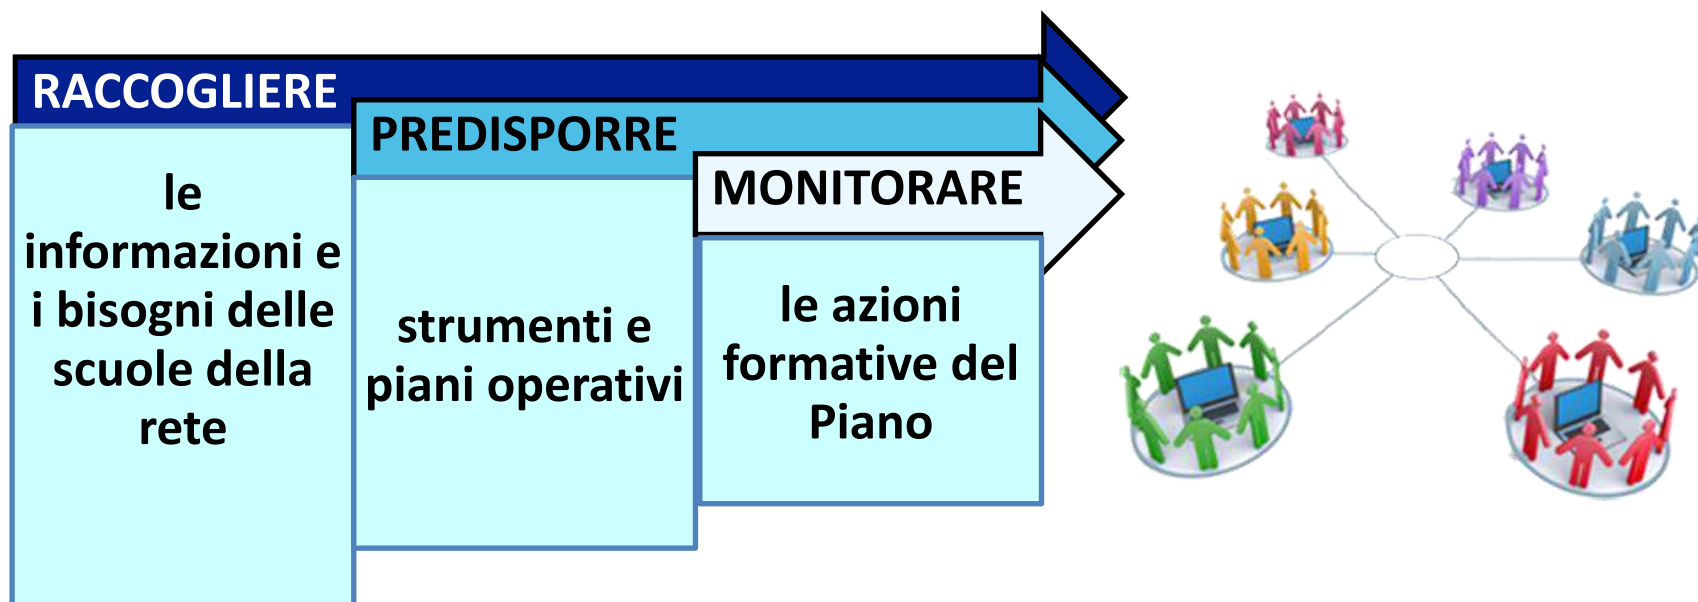 RACCOGLIERE
le
informazioni e
i bisogni delle
scuole della
rete
PREDISPORRE
strumenti e
piani operativi
MONITORARE
le azioni
formative del
Piano